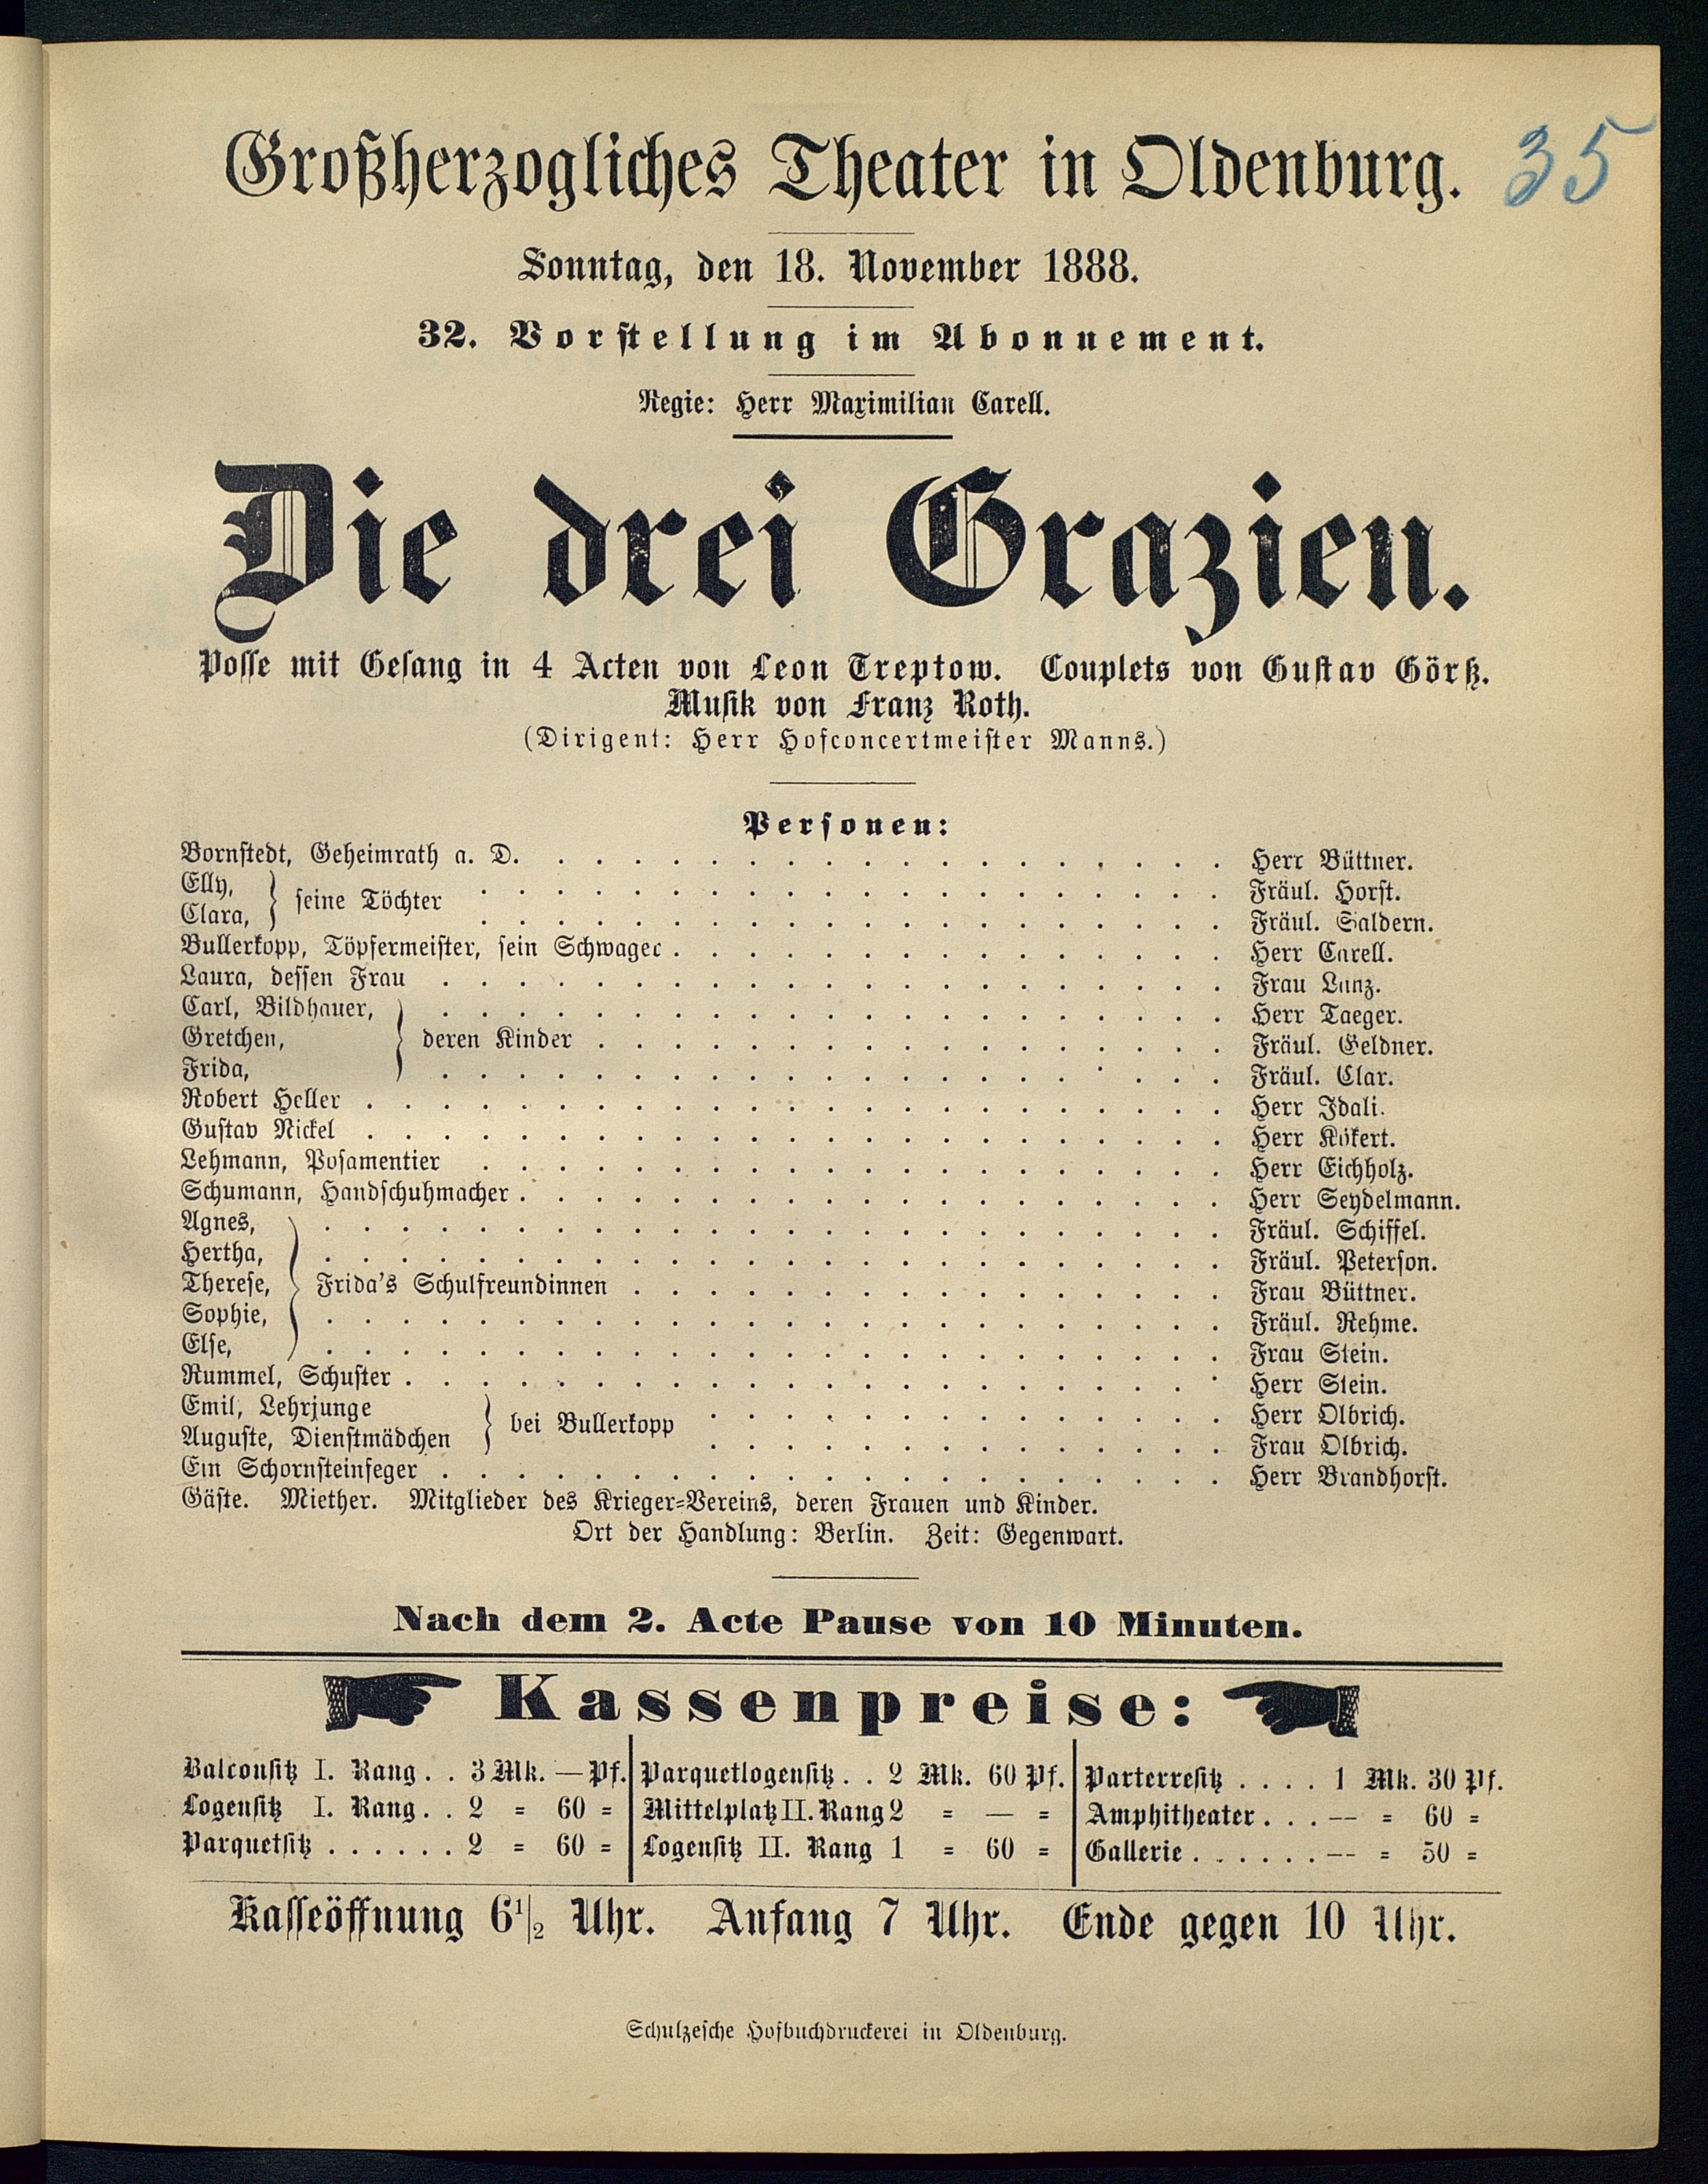 Großherzogliches Theater in Oldenburg.
35
Sonntag, den 18. November 1888.
32. Vorstellung im Abonnement.
Regie: Herr Maximilian Carell.
Die drei Grazien.
Posse mit Gesang in 4 Acten von Leon Treptow. Couplets von Gustav Görß.
Musik von Franz Roth.
(Dirigent: Herr Hofconcertmeister Manns.)
Personen:
Bornstedt, Geheimrath a. D. . . . . . . . . . . . . . . . . . . Herr Büttner.
Elly, } seine Töchter . . . . . . . . . . . . . . . . . . . . Fräul. Horst.
Clara, } . . . . . . . . . . . . . . . . . . . . Fräul. Saldern.
Bullerkopp, Töpfermeister, sein Schwager . . . . . . . . . . . . . . . Herr Carell.
Laura, dessen Frau . . . . . . . . . . . . . . . . . . . . . Frau Lanz.
Carl, Bildhauer, } . . . . . . . . . . . . . . . . . . . . . Herr Taeger.
Gretchen, } deren Kinder . . . . . . . . . . . . . . . . . Fräul. Geldner.
Frida, } . . . . . . . . . . . . . . . . . . . . . Fräul. Clar.
Robert Heller . . . . . . . . . . . . . . . . . . . . . . . Herr Idali.
Gustav Nickel . . . . . . . . . . . . . . . . . . . . . . . Herr Kökert.
Lehmann, Posamentier . . . . . . . . . . . . . . . . . . . . Herr Eichholz.
Schumann, Handschuhmacher . . . . . . . . . . . . . . . . . . . Herr Seydelmann.
Agnes, } . . . . . . . . . . . . . . . . . . . . . . . . Fräul. Schiffel.
Hertha, } . . . . . . . . . . . . . . . . . . . . . . . . Fräul. Peterson.
Therese, } Frida's Schulfreundinnen . . . . . . . . . . . . . . . . Frau Büttner.
Sophie, } . . . . . . . . . . . . . . . . . . . . . . . . Fräul. Rehme.
Else, } . . . . . . . . . . . . . . . . . . . . . . . . Frau Stein.
Rummel, Schuster . . . . . . . . . . . . . . . . . . . . . . Herr Stein.
Emil, Lehrjunge } bei Bullerkopp . . . . . . . . . . . . . . Herr Olbrich.
Auguste, Dienstmädchen } . . . . . . . . . . . . . . Frau Olbrich.
Ein Schornsteinfeger . . . . . . . . . . . . . . . . . . . . . Herr Brandhorst.
Gäste. Miether. Mitglieder des Krieger=Vereins, deren Frauen und Kinder.
Ort der Handlung: Berlin. Zeit: Gegenwart.
Nach dem 2. Acte Pause von 10 Minuten.
Kassenpreise:
Balconsitz I. Rang . . 3 Mk. — Pf. Parquetlogensitz . . 2 Mk. 60 Pf. Parterresitz . . . . 1 Mk. 30 Pf.
Logensitz I. Rang . . 2 = 60 = Mittelplatz II. Rang 2 = — = Amphitheater . . . — = 60 =
Parquetsitz . . . . . . 2 = 60 = Logensitz II. Rang 1 = 60 = Gallerie . . . . . . — = 50 =
Kasseöffnung 6 1/2 Uhr. Anfang 7 Uhr. Ende gegen 10 Uhr.
Schulzesche Hofbuchdruckerei in Oldenburg.